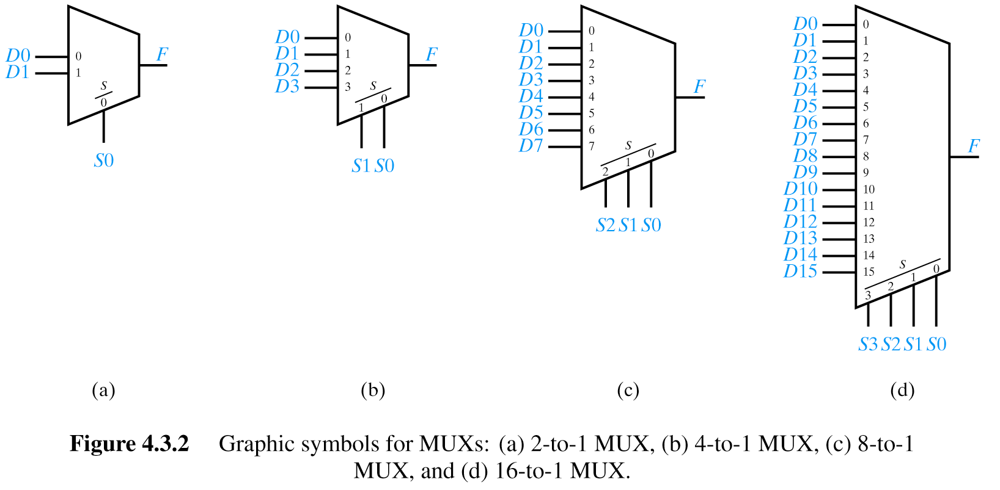 D0 0
D1 1
S
0
S0
F
D0 0
D1 1
D2 2
D3 3
S
1 0
S1 S0
F
D0 0
D1 1
D2 2
D3 3
D4 4
D5 5
D6 6
D7 7
S
2 1 0
S2 S1 S0
F
D0 0
D1 1
D2 2
D3 3
D4 4
D5 5
D6 6
D7 7
D8 8
D9 9
D10 10
D11 11
D12 12
D13 13
D14 14
D15 15
S
3 2 1 0
S3 S2 S1 S0
F
(a) (b) (c) (d)
Figure 4.3.2 Graphic symbols for MUXs: (a) 2-to-1 MUX, (b) 4-to-1 MUX, (c) 8-to-1
MUX, and (d) 16-to-1 MUX.